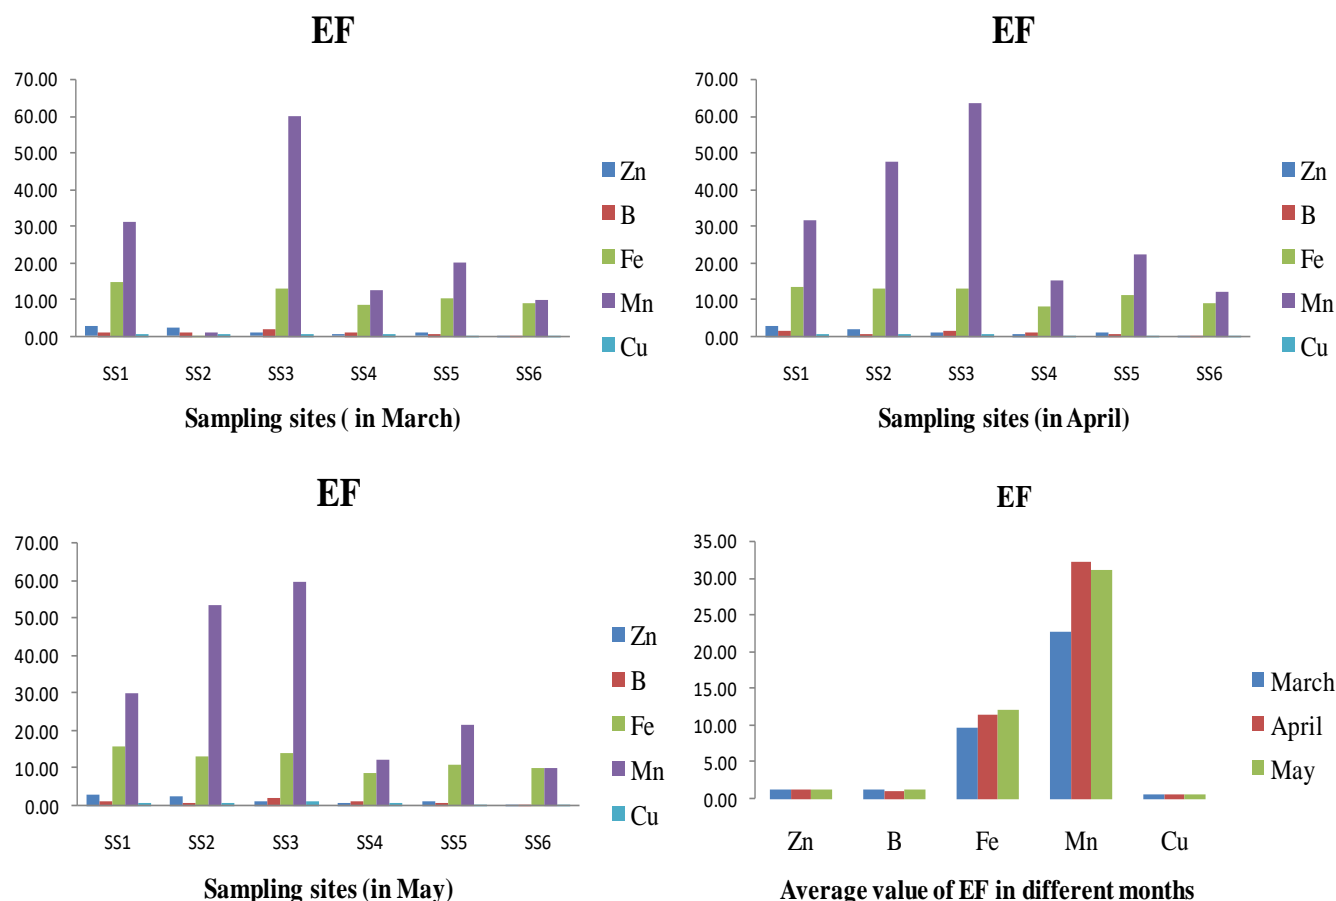 EF
70.00
60.00
50.00
40.00
30.00
20.00
10.00
0.00
SS1 SS2 SS3 SS4 SS5 SS6
Zn
B
Fe
Mn
Cu
Sampling sites ( in March)
EF
70.00
60.00
50.00
40.00
30.00
20.00
10.00
0.00
SS1 SS2 SS3 SS4 SS5 SS6
Zn
B
Fe
Mn
Cu
Sampling sites (in April)
EF
70.00
60.00
50.00
40.00
30.00
20.00
10.00
0.00
SS1 SS2 SS3 SS4 SS5 SS6
Zn
B
Fe
Mn
Cu
Sampling sites (in May)
EF
35.00
30.00
25.00
20.00
15.00
10.00
5.00
0.00
Zn B Fe Mn Cu
March
April
May
Average value of EF in different months